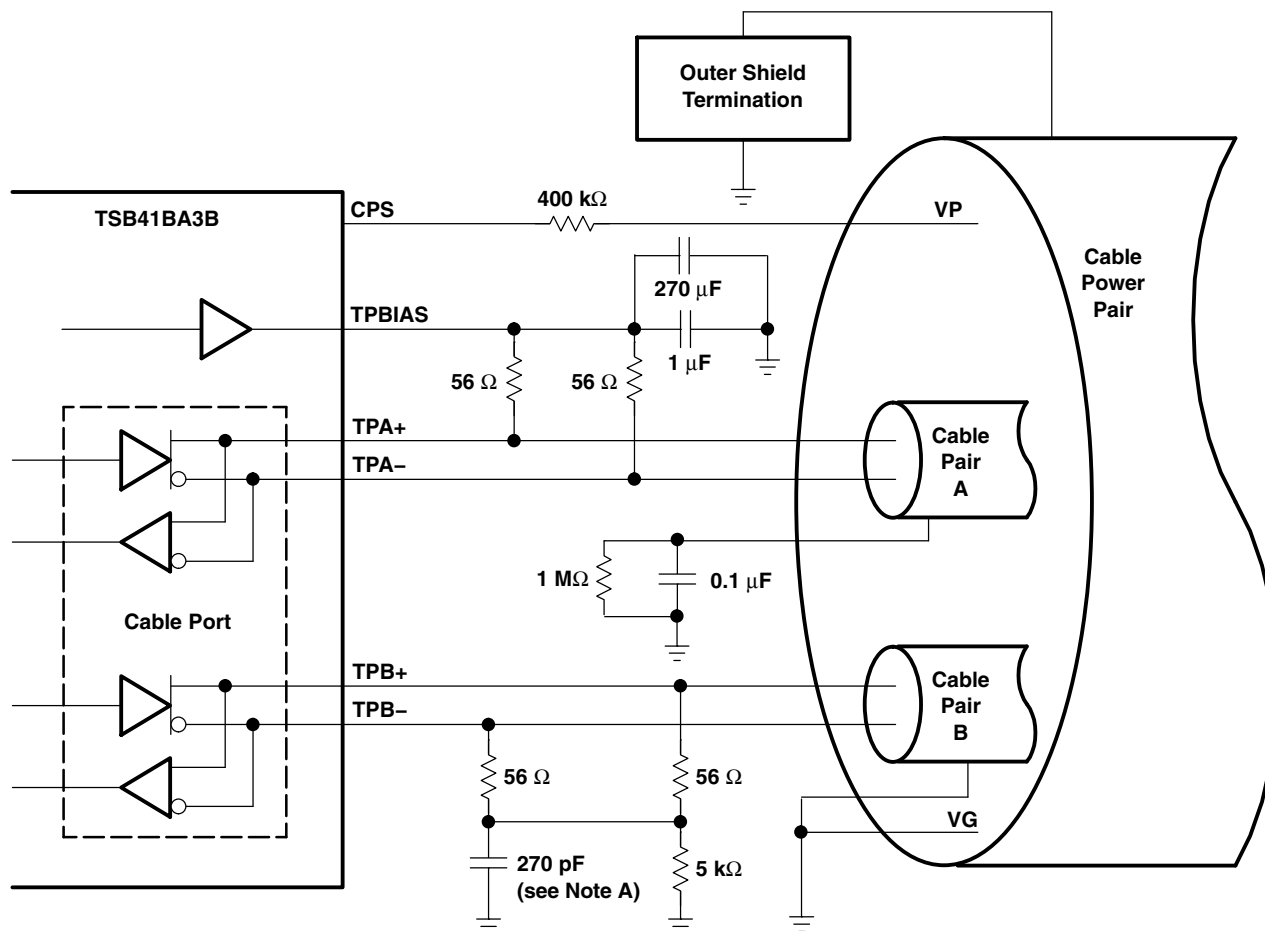 Outer Shield
Termination
TSB41BA3B
CPS
400 kΩ
VP
Cable
Power
Pair
270 μF
TPBIAS
1 μF
56 Ω
56 Ω
TPA+
TPA−
Cable
Pair
A
1 MΩ
0.1 μF
Cable Port
TPB+
TPB−
Cable
Pair
B
56 Ω
56 Ω
VG
270 pF
(see Note A)
5 kΩ